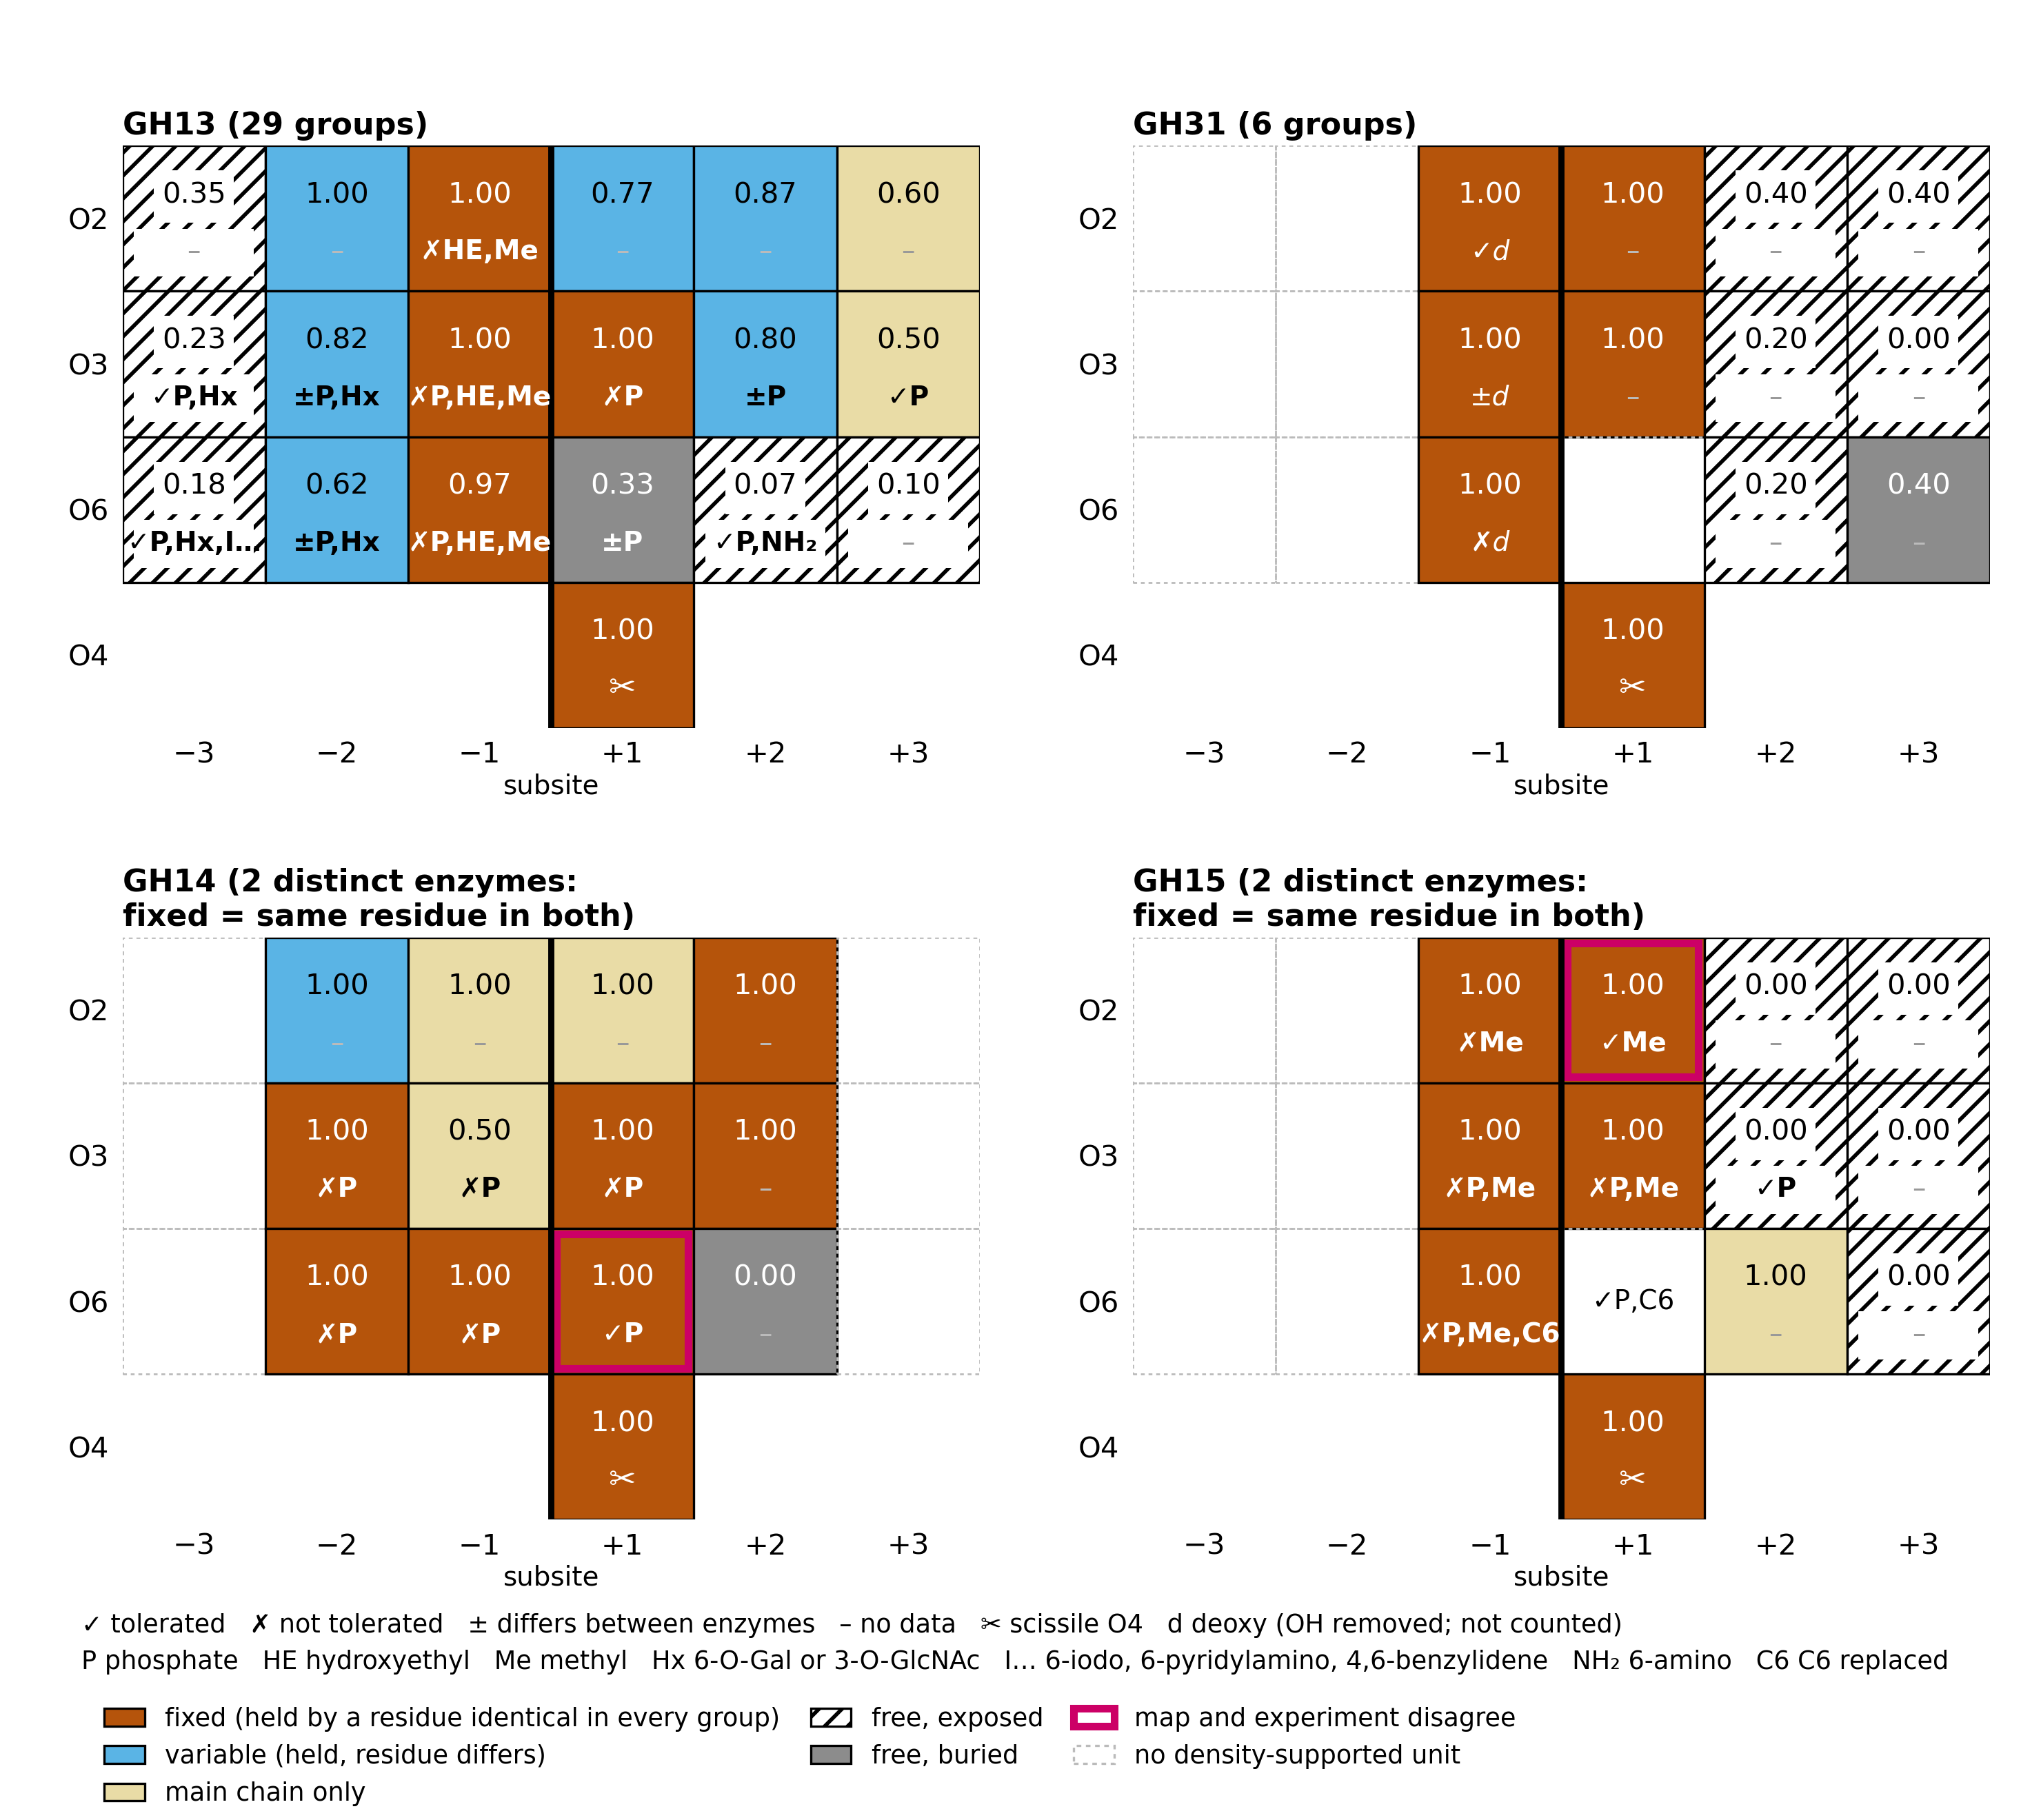 GH13 (29 groups)
O2 0.35 1.00 1.00 0.77 0.87 0.60
– – ✗HE,Me – – –
O3 0.23 0.82 1.00 1.00 0.80 0.50
✓P,Hx ±P,Hx ✗P,HE,Me ✗P ±P ✓P
O6 0.18 0.62 0.97 0.33 0.07 0.10
✓P,Hx,I... ±P,Hx ✗P,HE,Me ±P ✓P,NH₂ –
O4 1.00
✂
−3 −2 −1 +1 +2 +3
subsite
GH31 (6 groups)
O2 1.00 1.00 0.40 0.40
✓d – – –
O3 1.00 1.00 0.20 0.00
±d – – –
O6 1.00 0.20 0.40
✗d – –
O4 1.00
✂
−3 −2 −1 +1 +2 +3
subsite
GH14 (2 distinct enzymes:
fixed = same residue in both)
O2 1.00 1.00 1.00 1.00
– – – –
O3 1.00 0.50 1.00 1.00
✗P ✗P ✗P –
O6 1.00 1.00 1.00 0.00
✗P ✗P ✓P –
O4 1.00
✂
−3 −2 −1 +1 +2 +3
subsite
GH15 (2 distinct enzymes:
fixed = same residue in both)
O2 1.00 1.00 0.00 0.00
✗Me ✓Me – –
O3 1.00 1.00 0.00 0.00
✗P,Me ✗P,Me ✓P –
O6 1.00 ✓P,C6 1.00 0.00
✗P,Me,C6 – –
O4 1.00
✂
−3 −2 −1 +1 +2 +3
subsite
✓ tolerated ✗ not tolerated ± differs between enzymes – no data ✂ scissile O4 d deoxy (OH removed; not counted)
P phosphate HE hydroxyethyl Me methyl Hx 6-O-Gal or 3-O-GlcNAc I... 6-iodo, 6-pyridylamino, 4,6-benzylidene NH₂ 6-amino C6 C6 replaced
fixed (held by a residue identical in every group)
variable (held, residue differs)
main chain only
free, exposed
free, buried
map and experiment disagree
no density-supported unit